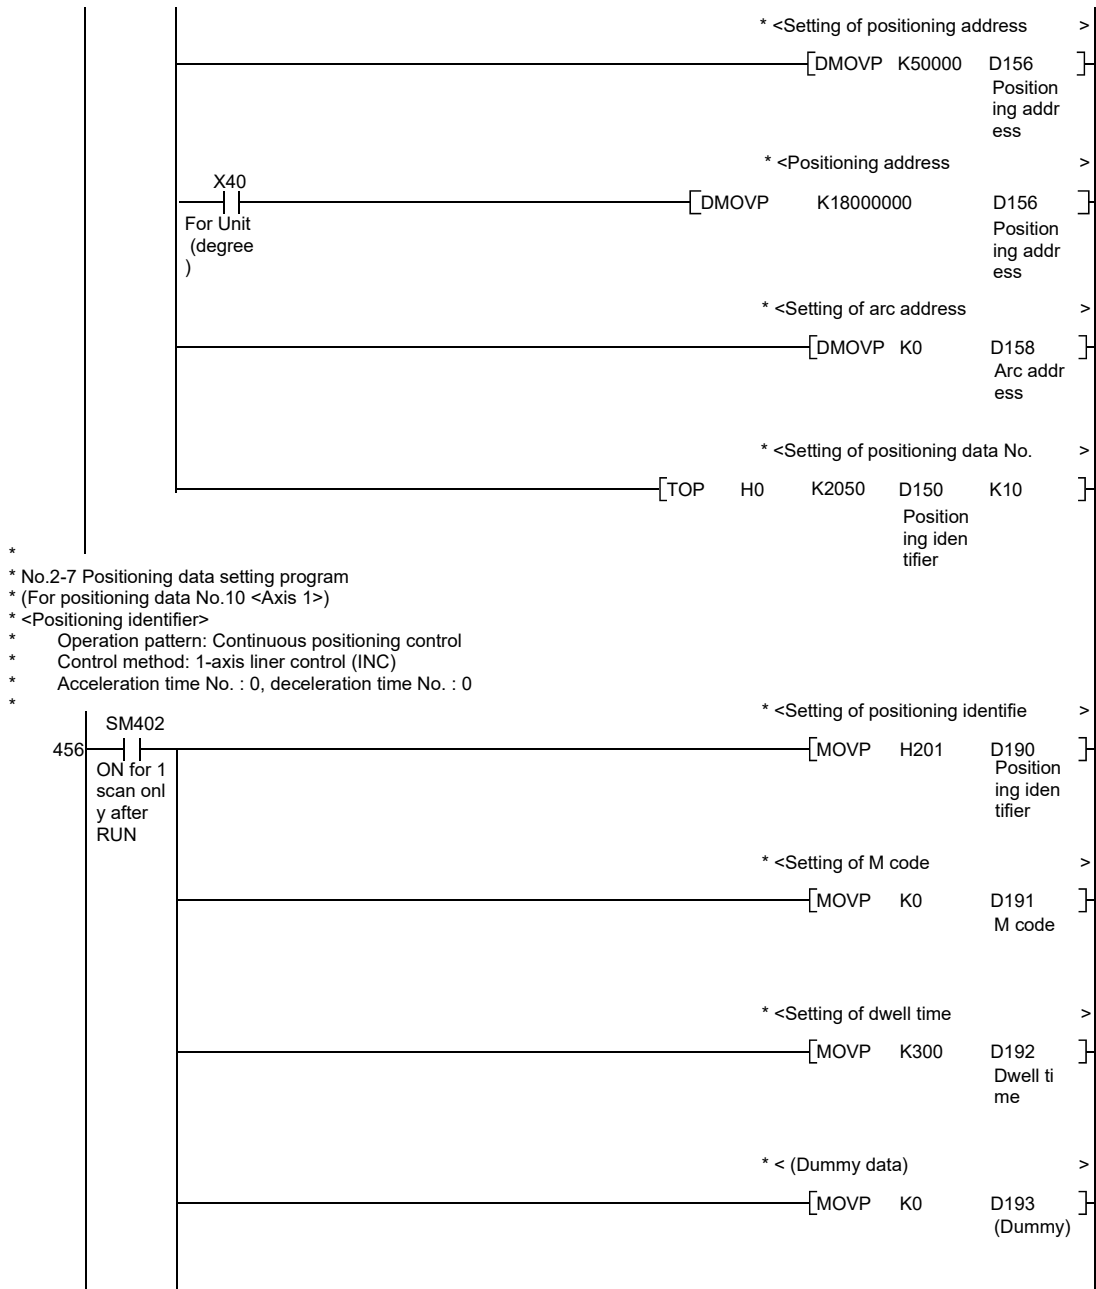 * <Setting of positioning address >
DMOVP K50000 D156
Position
ing addr
ess
* <Positioning address >
X40
DMOVP K18000000 D156
For Unit
(degree
)
Position
ing addr
ess
* <Setting of arc address >
DMOVP K0 D158
Arc addr
ess
* <Setting of positioning data No. >
TOP H0 K2050 D150 K10
Position
ing iden
tifier
*
* No.2-7 Positioning data setting program
* (For positioning data No.10 <Axis 1>)
* <Positioning identifier>
* Operation pattern: Continuous positioning control
* Control method: 1-axis liner control (INC)
* Acceleration time No. : 0, deceleration time No. : 0
*
* <Setting of positioning identifie >
SM402
456 MOVP H201 D190
ON for 1
scan onl
y after
RUN
Position
ing iden
tifier
* <Setting of M code >
MOVP K0 D191
M code
* <Setting of dwell time >
MOVP K300 D192
Dwell ti
me
* < (Dummy data) >
MOVP K0 D193
(Dummy)